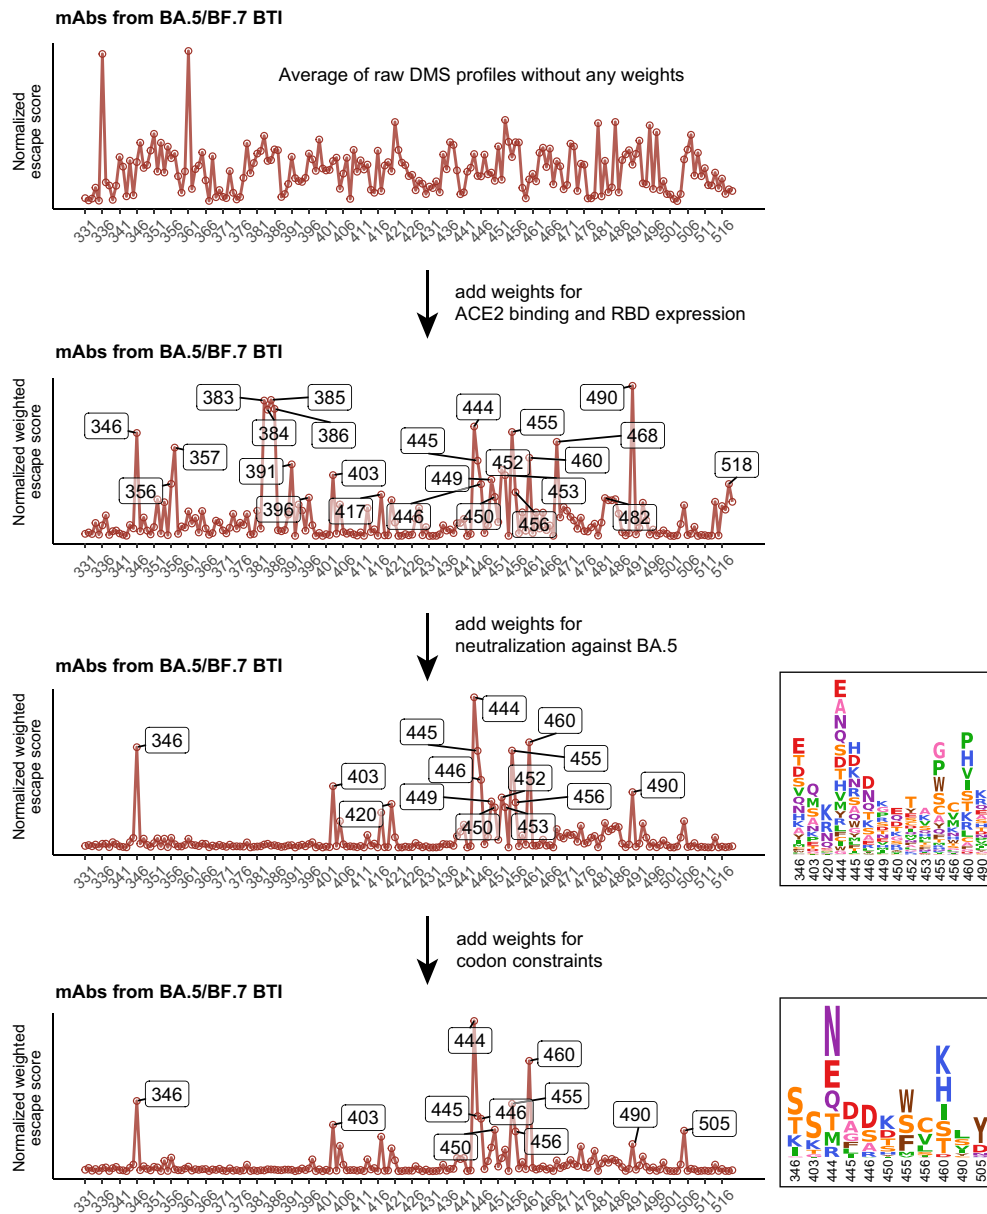 mAbs from BA.5/BF.7 BTI
Normalized
escape score
Average of raw DMS profiles without any weights
331 336 341 346 351 356 361 366 371 376 381 386 391 396 401 406 411 416 421 426 431 436 441 446 451 456 461 466 471 476 481 486 491 496 501 506 511 516
add weights for
ACE2 binding and RBD expression
mAbs from BA.5/BF.7 BTI
Normalized weighted
escape score
383 385 490
346 384 386 444 455 468
357 445 452 460
391 403 449 453 518
356 396 417 446 450 456 482
331 336 341 346 351 356 361 366 371 376 381 386 391 396 401 406 411 416 421 426 431 436 441 446 451 456 461 466 471 476 481 486 491 496 501 506 511 516
add weights for
neutralization against BA.5
mAbs from BA.5/BF.7 BTI
Normalized weighted
escape score
444
346 445 460
455
403 446 452 490
420 449 456
450 453
331 336 341 346 351 356 361 366 371 376 381 386 391 396 401 406 411 416 421 426 431 436 441 446 451 456 461 466 471 476 481 486 491 496 501 506 511 516
346 403 420 444 445 446 449 450 452 453 455 456 460 490
add weights for
codon constraints
mAbs from BA.5/BF.7 BTI
Normalized weighted
escape score
444
460
346 455
403 445 446 490 505
450 456
331 336 341 346 351 356 361 366 371 376 381 386 391 396 401 406 411 416 421 426 431 436 441 446 451 456 461 466 471 476 481 486 491 496 501 506 511 516
346 403 444 445 446 450 455 456 460 490 505